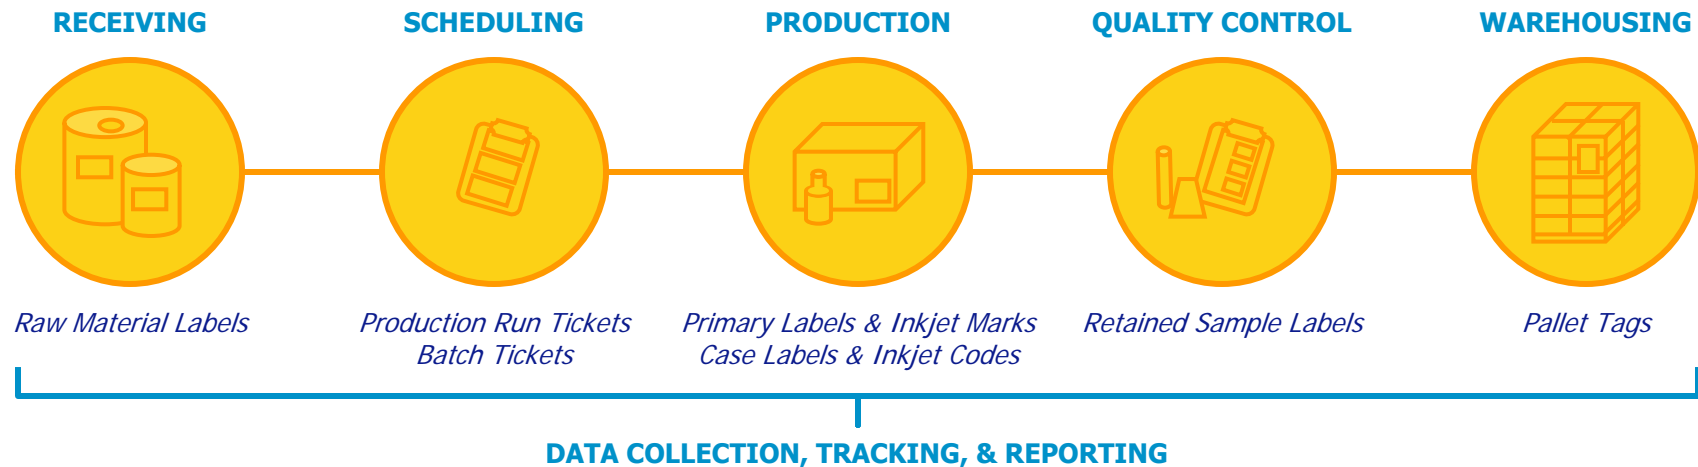 RECEIVING
SCHEDULING
PRODUCTION
QUALITY CONTROL
WAREHOUSING
Raw Material Labels
Production Run Tickets
Batch Tickets
Primary Labels & Inkjet Marks
Case Labels & Inkjet Codes
Retained Sample Labels
Pallet Tags
DATA COLLECTION, TRACKING, & REPORTING